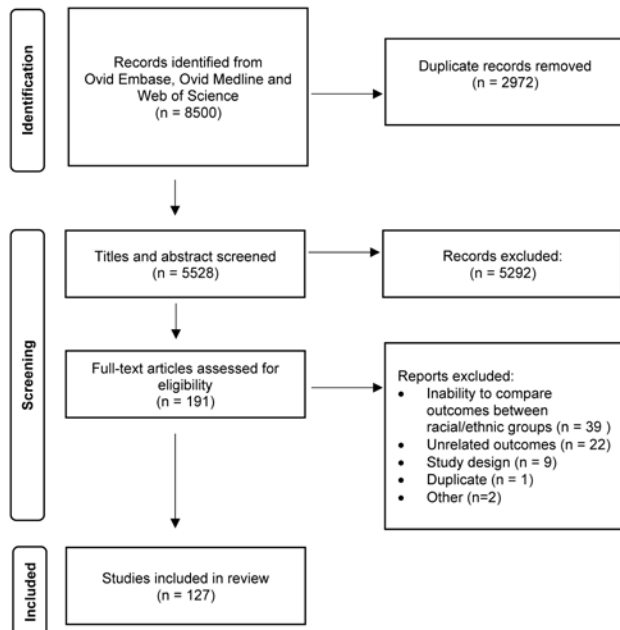 Identification
Records identified from
Ovid Embase, Ovid Medline and
Web of Science
(n = 8500)
Duplicate records removed
(n = 2972)
Screening
Titles and abstract screened
(n = 5528)
Records excluded:
(n = 5292)
Full-text articles assessed for
eligibility
(n = 191)
Reports excluded:
• Inability to compare
outcomes between
racial/ethnic groups (n = 39 )
• Unrelated outcomes (n = 22)
• Study design (n = 9)
• Duplicate (n = 1)
• Other (n=2)
Included
Studies included in review
(n = 127)